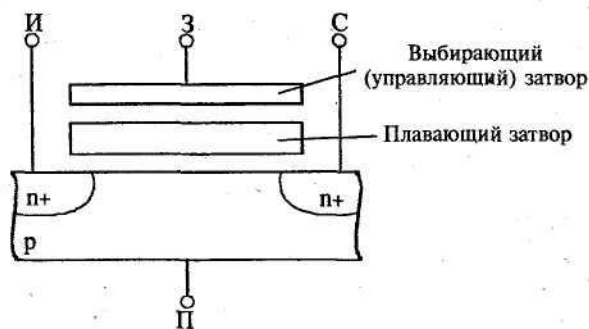 И
З
С
Выбирающий
(управляющий) затвор
Плавающий затвор
n+
n+
p
П